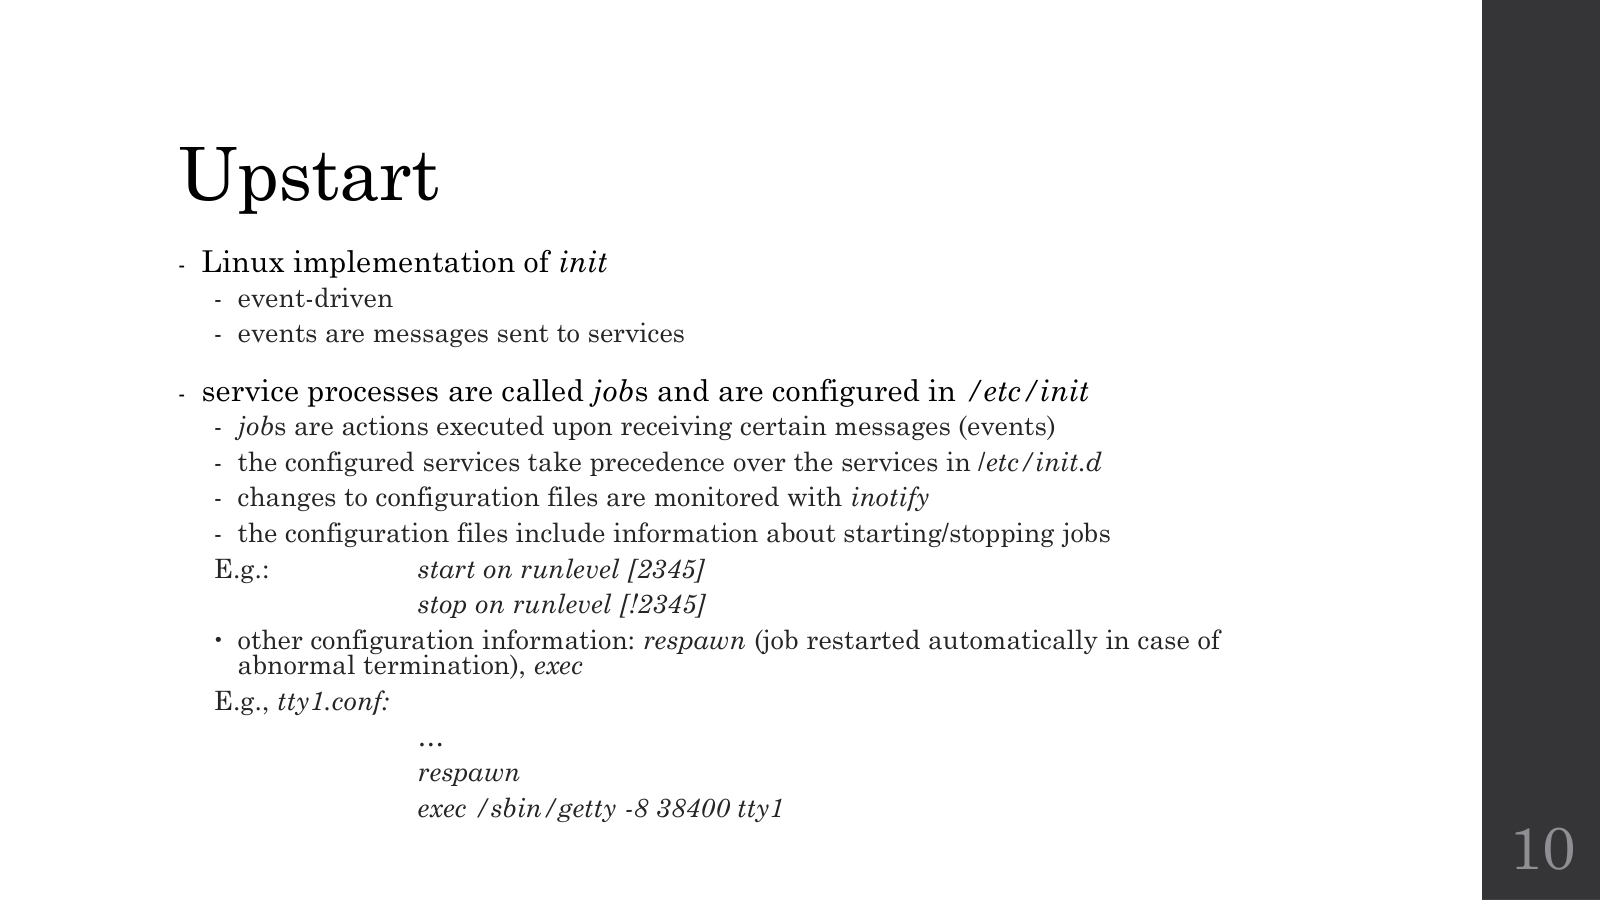 Upstart
- Linux implementation of init
- event-driven
- events are messages sent to services
- service processes are called jobs and are configured in /etc/init
- jobs are actions executed upon receiving certain messages (events)
- the configured services take precedence over the services in /etc/init.d
- changes to configuration files are monitored with inotify
- the configuration files include information about starting/stopping jobs
E.g.: start on runlevel [2345]
stop on runlevel [!2345]
• other configuration information: respawn (job restarted automatically in case of
abnormal termination), exec
E.g., tty1.conf:
…
respawn
exec /sbin/getty -8 38400 tty1
10